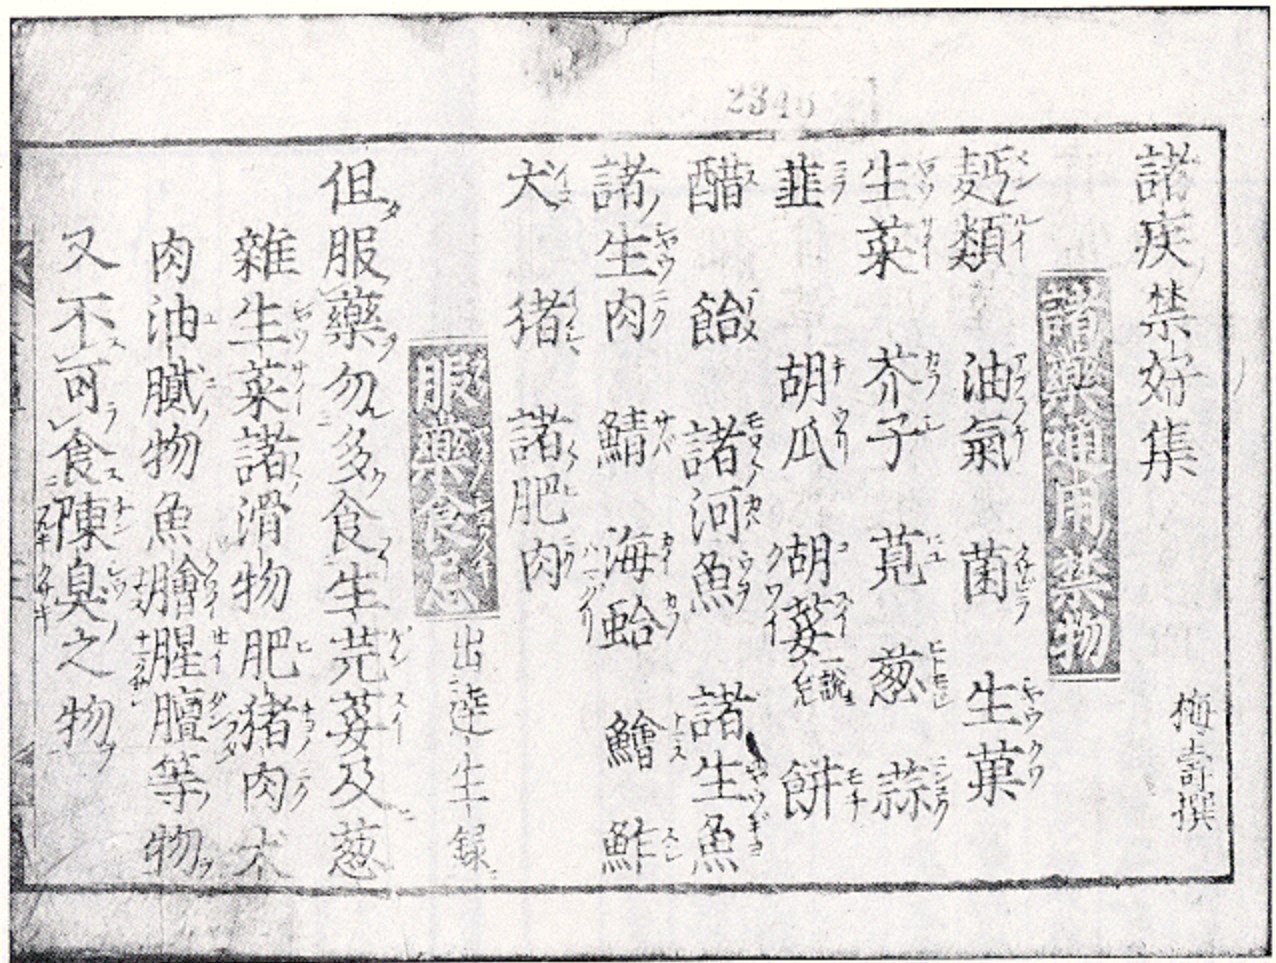 2340
諸疾禁好集
梅壽撰
諸藥通用禁物
麪類 油氣 菌 生菓
生菜 芥子 莧 葱 蒜
韮 胡瓜 胡荽 餅
醋 飴 諸河魚 諸生魚
諸生肉 鯖 海蛤 鱠 鮓
犬 猪 諸肥肉
服藥食忌 出達生録
但服藥勿多食生芫荽及葱
雜生菜諸滑物肥猪肉犬
肉油膩物魚鱠腥膻等物
又不可食陳臭之物